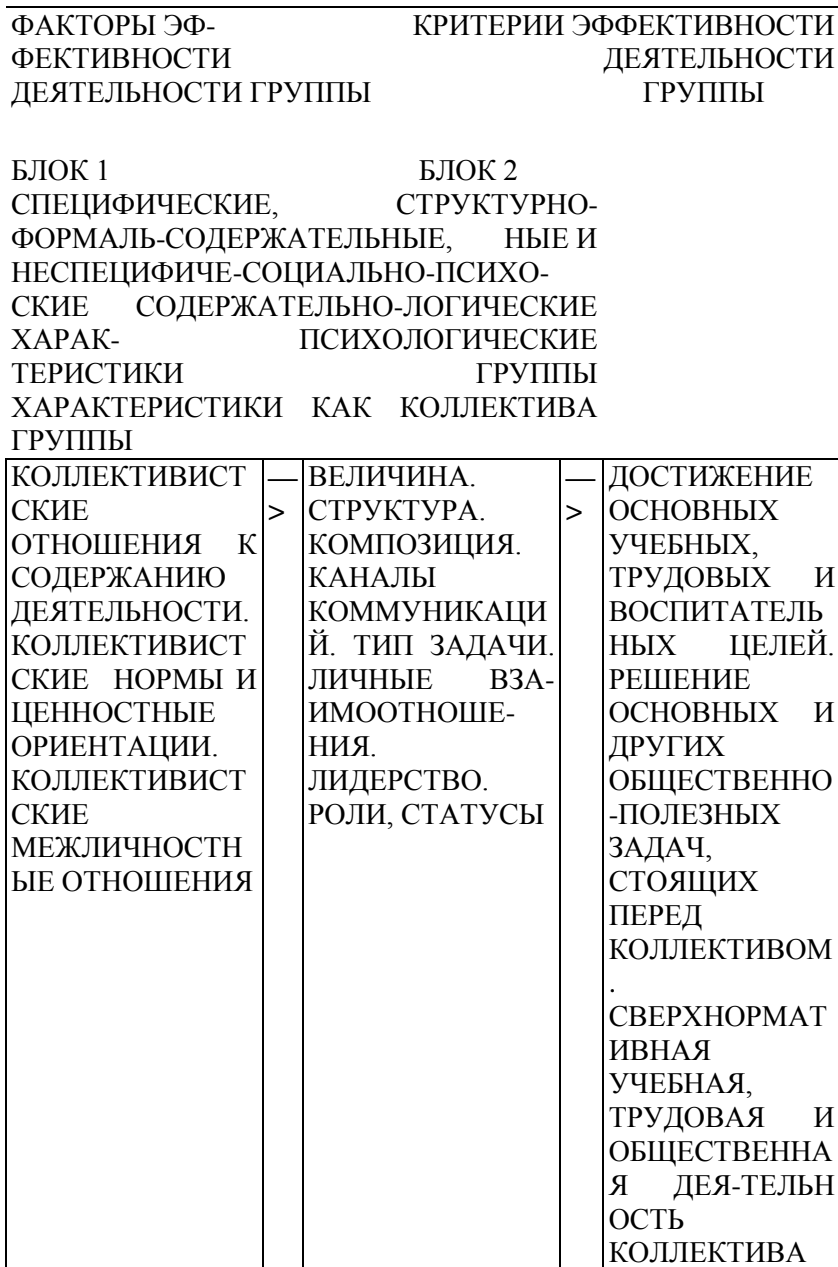 ФАКТОРЫ ЭФ- КРИТЕРИИ ЭФФЕКТИВНОСТИ
ФЕКТИВНОСТИ ДЕЯТЕЛЬНОСТИ
ДЕЯТЕЛЬНОСТИ ГРУППЫ ГРУППЫ
БЛОК 1 БЛОК 2
СПЕЦИФИЧЕСКИЕ, СТРУКТУРНО-
ФОРМАЛЬ-СОДЕРЖАТЕЛЬНЫЕ, НЫЕ И
НЕСПЕЦИФИЧЕ-СОЦИАЛЬНО-ПСИХО-
СКИЕ СОДЕРЖАТЕЛЬНО-ЛОГИЧЕСКИЕ
ХАРАК- ПСИХОЛОГИЧЕСКИЕ
ТЕРИСТИКИ ГРУППЫ
ХАРАКТЕРИСТИКИ КАК КОЛЛЕКТИВА
ГРУППЫ
КОЛЛЕКТИВИСТ
СКИЕ
ОТНОШЕНИЯ К
СОДЕРЖАНИЮ
ДЕЯТЕЛЬНОСТИ.
КОЛЛЕКТИВИСТ
СКИЕ НОРМЫ И
ЦЕННОСТНЫЕ
ОРИЕНТАЦИИ.
КОЛЛЕКТИВИСТ
СКИЕ
МЕЖЛИЧНОСТН
ЫЕ ОТНОШЕНИЯ
—
>
ВЕЛИЧИНА.
СТРУКТУРА.
КОМПОЗИЦИЯ.
КАНАЛЫ
КОММУНИКАЦИ
Й. ТИП ЗАДАЧИ.
ЛИЧНЫЕ ВЗА-
ИМООТНОШЕ-
НИЯ.
ЛИДЕРСТВО.
РОЛИ, СТАТУСЫ
—
>
ДОСТИЖЕНИЕ
ОСНОВНЫХ
УЧЕБНЫХ,
ТРУДОВЫХ И
ВОСПИТАТЕЛЬ
НЫХ ЦЕЛЕЙ.
РЕШЕНИЕ
ОСНОВНЫХ И
ДРУГИХ
ОБЩЕСТВЕННО
-ПОЛЕЗНЫХ
ЗАДАЧ,
СТОЯЩИХ
ПЕРЕД
КОЛЛЕКТИВОМ
.
СВЕРХНОРМАТ
ИВНАЯ
УЧЕБНАЯ,
ТРУДОВАЯ И
ОБЩЕСТВЕННА
Я ДЕЯ-ТЕЛЬН
ОСТЬ
КОЛЛЕКТИВА